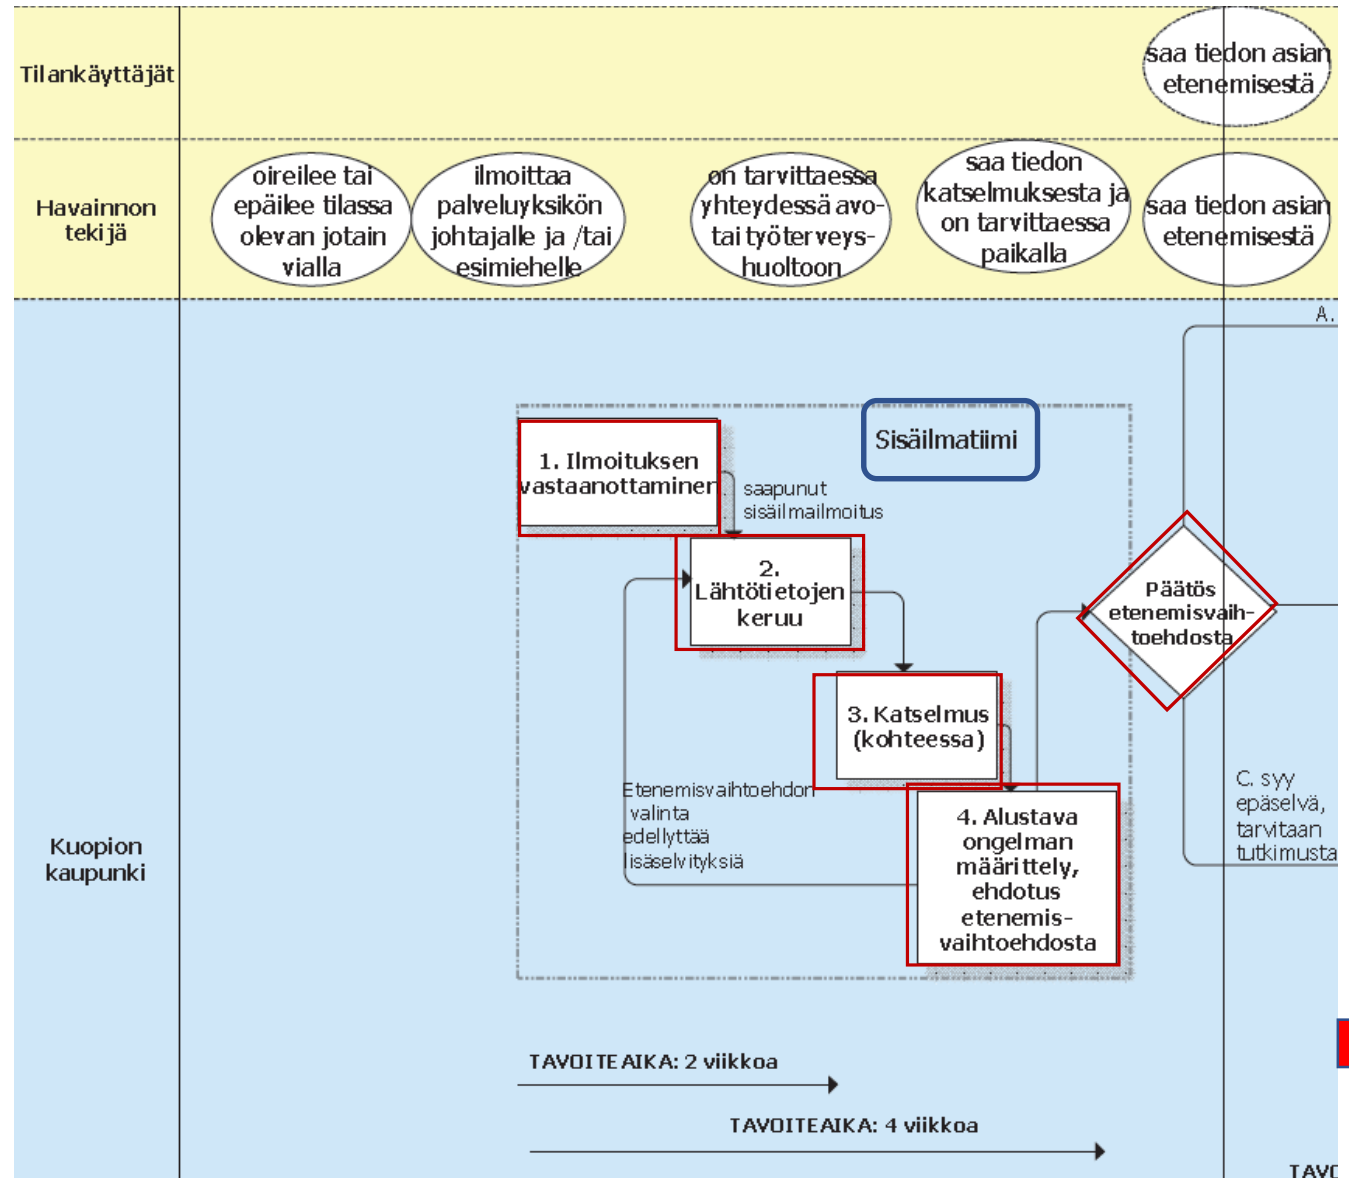 Tilankäyttäjät
saa tiedon asian
etenemisestä
Havainnon
tekijä
oireilee tai
epäilee tilassa
olevan jotain
vialla
ilmoittaa
palveluyksikön
johtajalle ja /tai
esimiehelle
on tarvittaessa
yhteydessä avo-
tai työterveys-
huoltoon
saa tiedon
katselmuksesta ja
on tarvittaessa
paikalla
saa tiedon asian
etenemisestä
A.
Sisäilmatiimi
1. Ilmoituksen
vastaanottaminen
saapunut
sisäilmailmoitus
2.
Lähtötietojen
keruu
Päätös
etenemisvaih-
toehdosta
3. Katselmus
(kohteessa)
Etenemisvaihtoehdon
valinta
edellyttää
lisäselvityksiä
4. Alustava
ongelman
määrittely,
ehdotus
etenemis-
vaihtoehdosta
C. syy
epäselvä,
tarvitaan
tutkimusta
Kuopion
kaupunki
TAVOITEAIKA: 2 viikkoa
TAVOITEAIKA: 4 viikkoa
TAVO